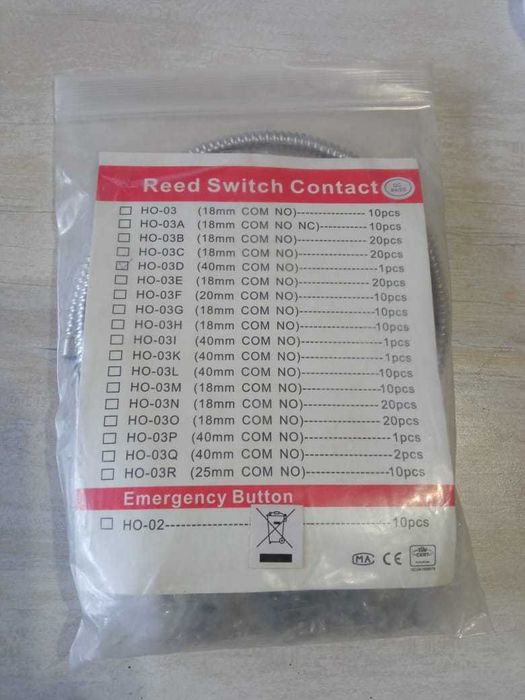 Reed Switch Contact
QC
HO-03 (18mm COM NO)---------------10pcs
HO-03A (18mm COM NO NC)----------10pcs
HO-03B (18mm COM NO)---------------20pcs
HO-03C (18mm COM NO)---------------20pcs
HO-03D (40mm COM NO)---------------1pcs
HO-03E (18mm COM NO)---------------20pcs
HO-03F (20mm COM NO)---------------10pcs
HO-03G (18mm COM NO)---------------10pcs
HO-03H (18mm COM NO)---------------10pcs
HO-03I (40mm COM NO)---------------1pcs
HO-03K (40mm COM NO)---------------1pcs
HO-03L (40mm COM NO)---------------10pcs
HO-03M (18mm COM NO)---------------10pcs
HO-03N (18mm COM NO)---------------20pcs
HO-03O (18mm COM NO)---------------20pcs
HO-03P (40mm COM NO)---------------1pcs
HO-03Q (40mm COM NO)---------------2pcs
HO-03R (25mm COM NO)---------------10pcs
Emergency Button
HO-02---------------------------------------10pcs
MA CE TÜV CERT